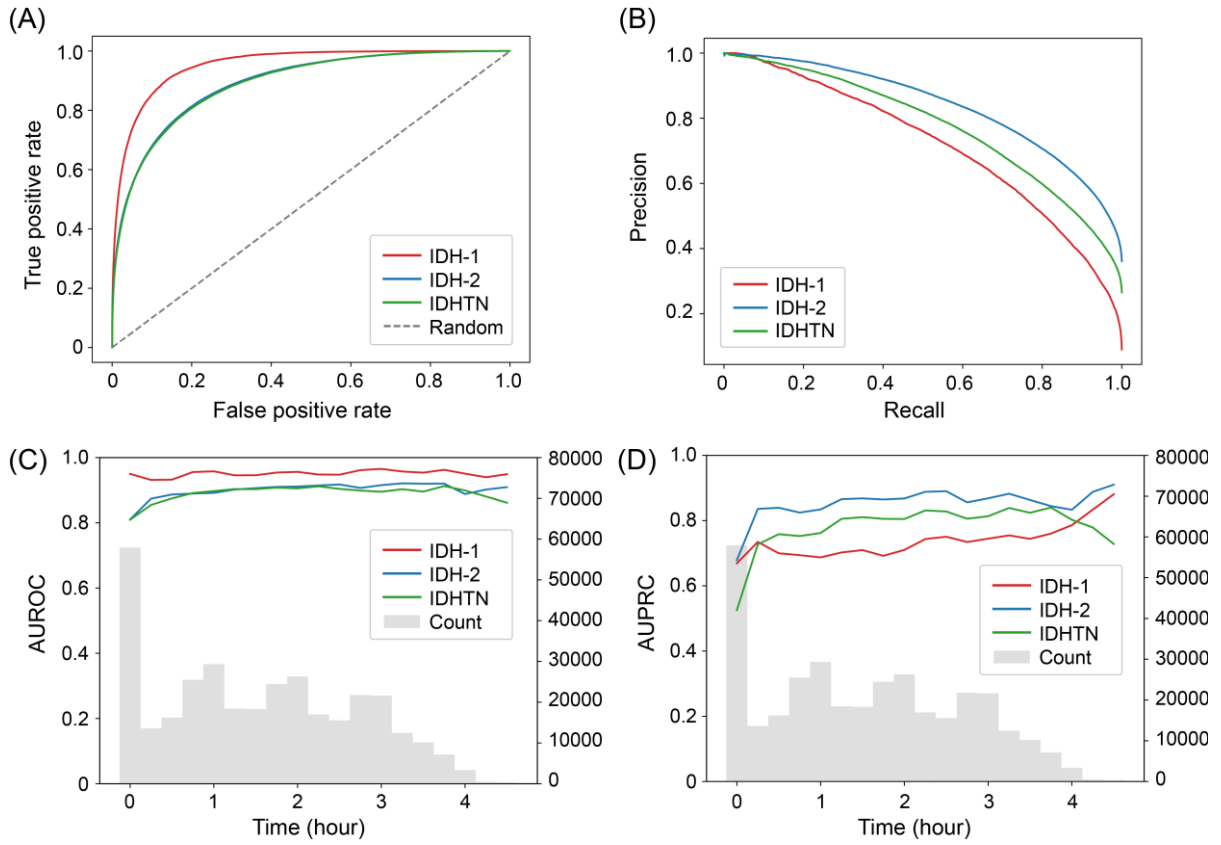 (A)
True positive rate
1.0
0.8
0.6
0.4
0.2
0
IDH-1
IDH-2
IDHTN
Random
0 0.2 0.4 0.6 0.8 1.0
False positive rate
(B)
Precision
1.0
0.8
0.6
0.4
0.2
IDH-1
IDH-2
IDHTN
0 0.2 0.4 0.6 0.8 1.0
Recall
(C)
AUROC
1.0
0.8
0.6
0.4
0.2
0
IDH-1
IDH-2
IDHTN
Count
80000
70000
60000
50000
40000
30000
20000
10000
0
0 1 2 3 4
Time (hour)
(D)
AUPRC
1.0
0.8
0.6
0.4
0.2
0
IDH-1
IDH-2
IDHTN
Count
80000
70000
60000
50000
40000
30000
20000
10000
0
0 1 2 3 4
Time (hour)